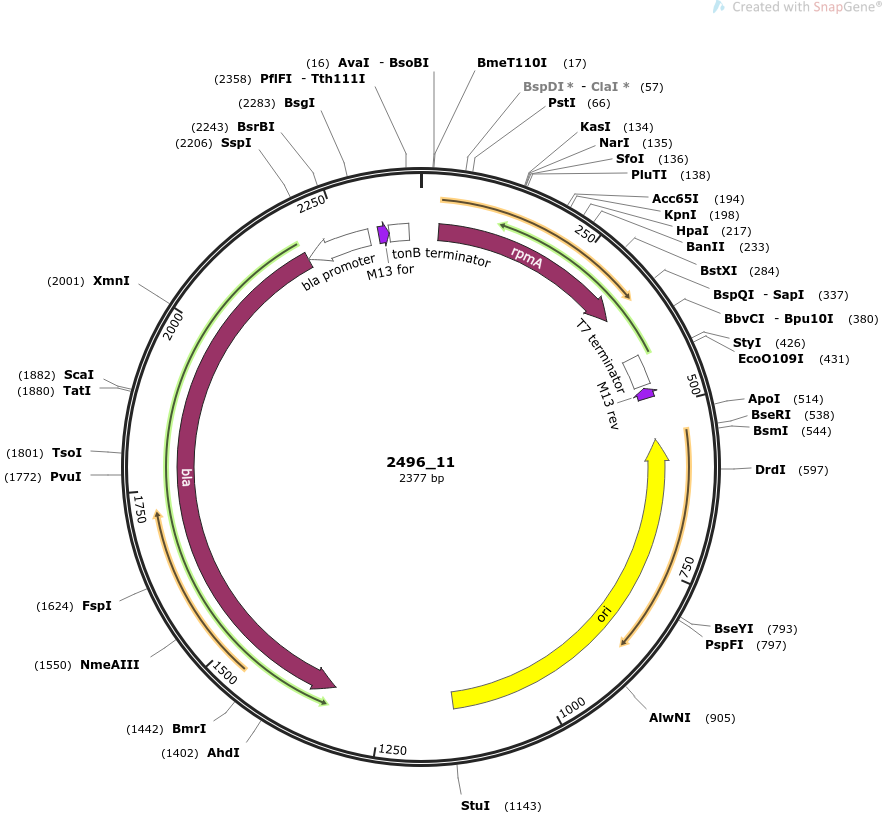 Created with SnapGene®
(16) AvaI - BsoBI
(2358) PflFI - Tth111I
(2283) BsgI
(2243) BsrBI
(2206) SspI
BmeT110I (17)
BspDI * - ClaI * (57)
PstI (66)
KasI (134)
NarI (135)
SfoI (136)
PluTI (138)
Acc65I (194)
KpnI (198)
HpaI (217)
BanII (233)
BstXI (284)
BspQI - SapI (337)
BbvCI - Bpu10I (380)
StyI (426)
EcoO109I (431)
ApoI (514)
BseRI (538)
BsmI (544)
DrdI (597)
BseYI (793)
PspFI (797)
AlwNI (905)
StuI (1143)
(1402) AhdI
(1442) BmrI
(1550) NmeAIII
(1624) FspI
(1772) PvuI
(1801) TsoI
(1880) TatI
(1882) ScaI
(2001) XmnI
250
500
750
1000
1250
1500
1750
2000
2250
bla promoter
M13 for
tonB terminator
rpmA
T7 terminator
M13 rev
ori
bla
2496_11
2377 bp